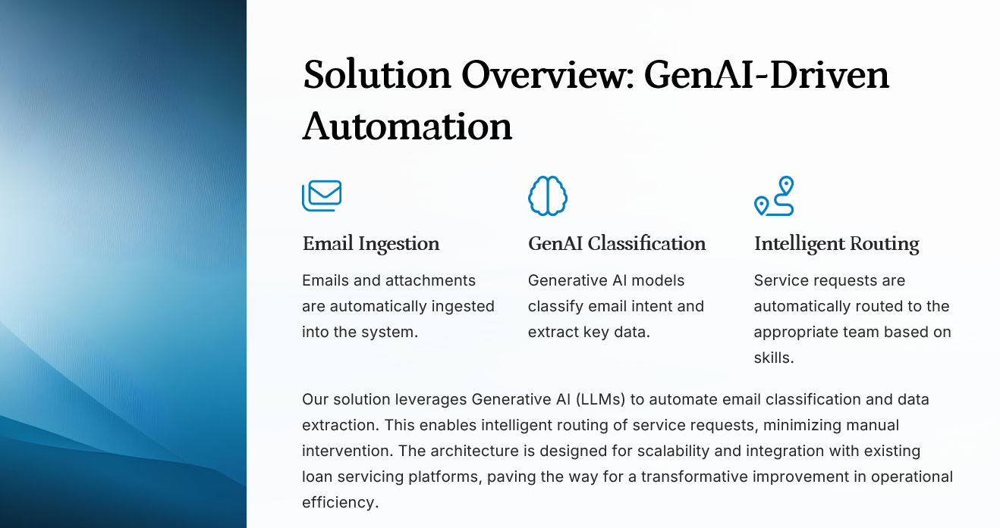 Solution Overview: GenAI-Driven
Automation
Email Ingestion
Emails and attachments
are automatically ingested
into the system.
GenAI Classification
Generative AI models
classify email intent and
extract key data.
Intelligent Routing
Service requests are
automatically routed to the
appropriate team based on
skills.
Our solution leverages Generative AI (LLMs) to automate email classification and data
extraction. This enables intelligent routing of service requests, minimizing manual
intervention. The architecture is designed for scalability and integration with existing
loan servicing platforms, paving the way for a transformative improvement in operational
efficiency.